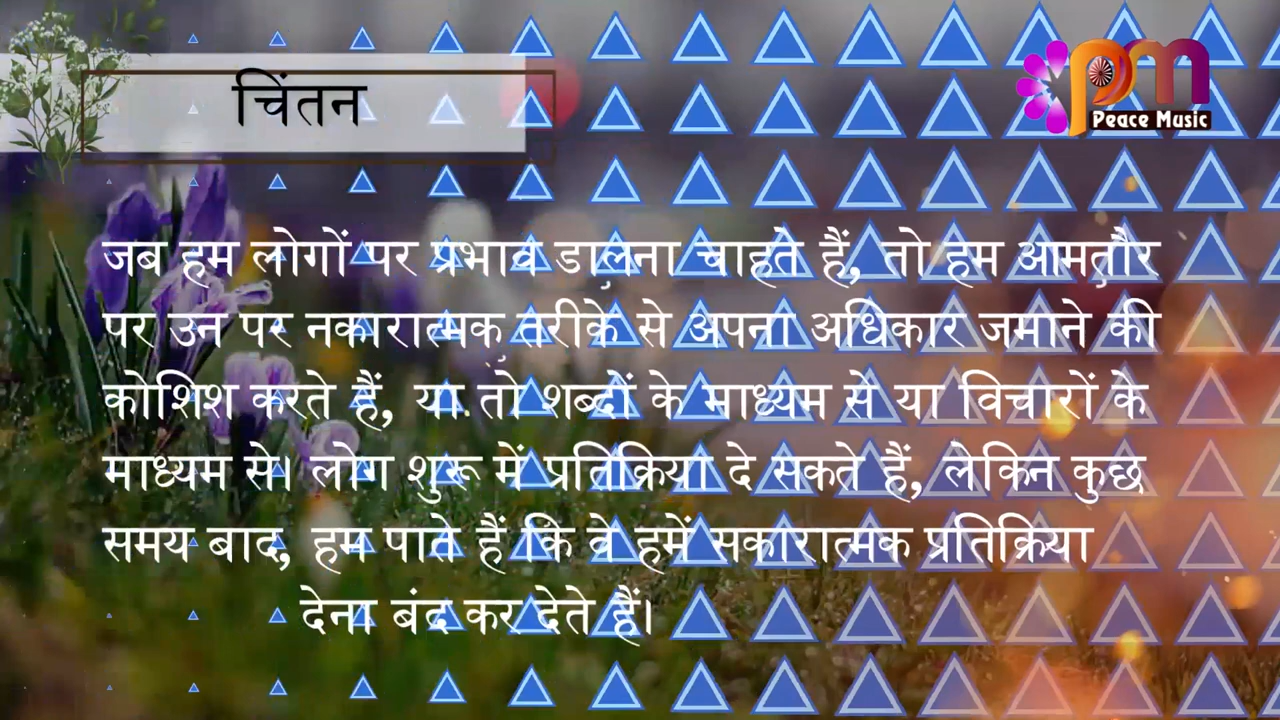 चिंतन
pm
Peace Music
जब हम लोगों पर प्रभाव डालना चाहते हैं, तो हम आमतौर
पर उन पर नकारात्मक तरीके से अपना अधिकार जमाने की
कोशिश करते हैं, या तो शब्दों के माध्यम से या विचारों के
माध्यम से। लोग शुरू में प्रतिक्रिया दे सकते हैं, लेकिन कुछ
समय बाद, हम पाते हैं कि वे हमें सकारात्मक प्रतिक्रिया
देना बंद कर देते हैं।